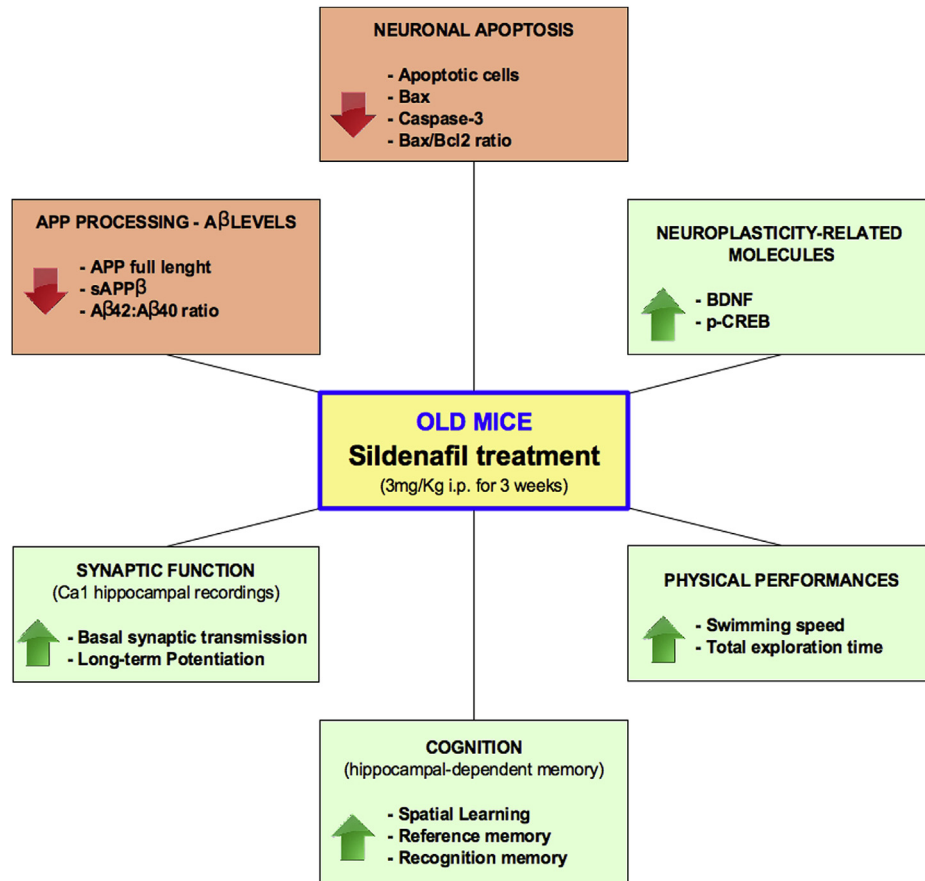 NEURONAL APOPTOSIS
- Apoptotic cells
- Bax
- Caspase-3
- Bax/Bcl2 ratio
APP PROCESSING - Aβ LEVELS
- APP full lenght
- sAPPβ
- Aβ42:Aβ40 ratio
NEUROPLASTICITY-RELATED
MOLECULES
- BDNF
- p-CREB
OLD MICE
Sildenafil treatment
(3mg/Kg i.p. for 3 weeks)
SYNAPTIC FUNCTION
(Ca1 hippocampal recordings)
- Basal synaptic transmission
- Long-term Potentiation
PHYSICAL PERFORMANCES
- Swimming speed
- Total exploration time
COGNITION
(hippocampal-dependent memory)
- Spatial Learning
- Reference memory
- Recognition memory